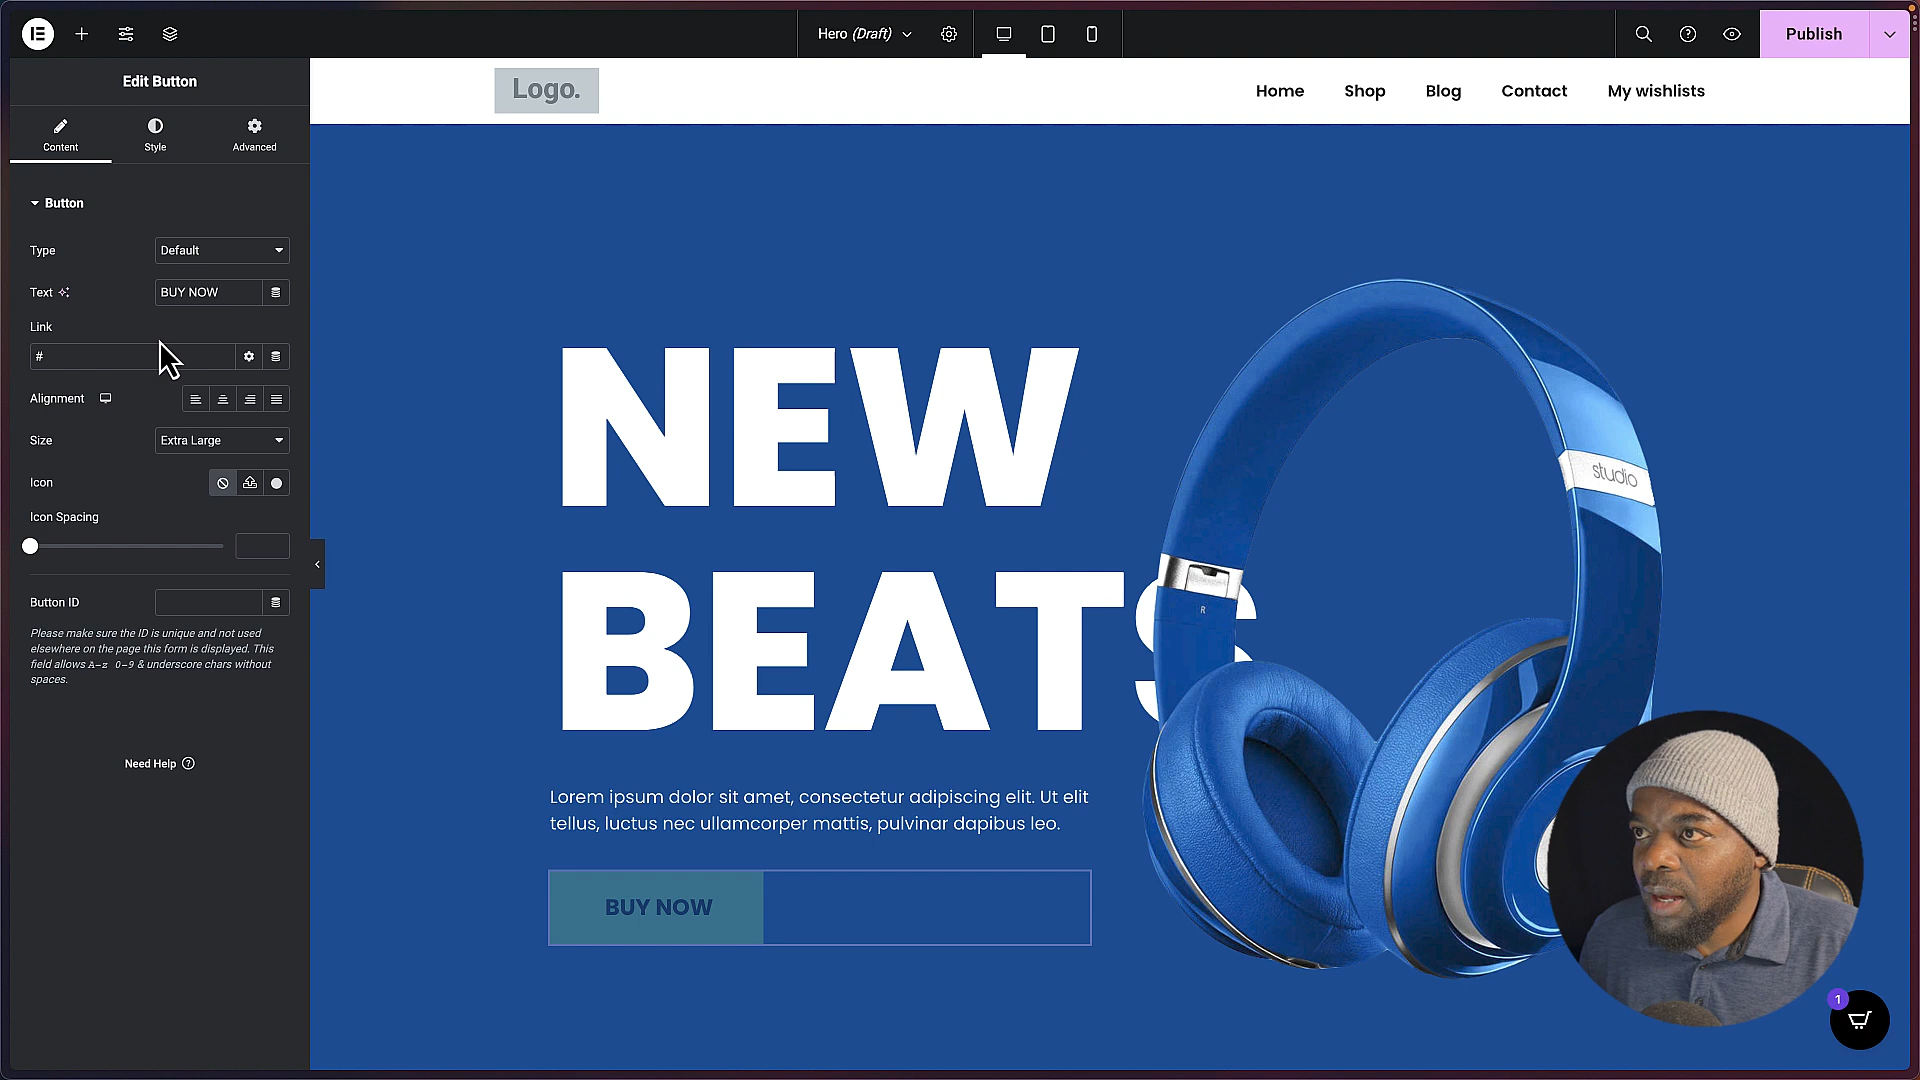 Hero (Draft)
Publish
Edit Button
Content
Style
Advanced
Button
Type
Default
Text
BUY NOW
Link
#
Alignment
Size
Extra Large
Icon
Icon Spacing
Button ID
Please make sure the ID is unique and not used
elsewhere on the page this form is displayed. This
field allows A-z 0-9 & underscore chars without
spaces.
Need Help
Logo.
Home
Shop
Blog
Contact
My wishlists
NEW
BEATS
studio
R
Lorem ipsum dolor sit amet, consectetur adipiscing elit. Ut elit
tellus, luctus nec ullamcorper mattis, pulvinar dapibus leo.
BUY NOW
1